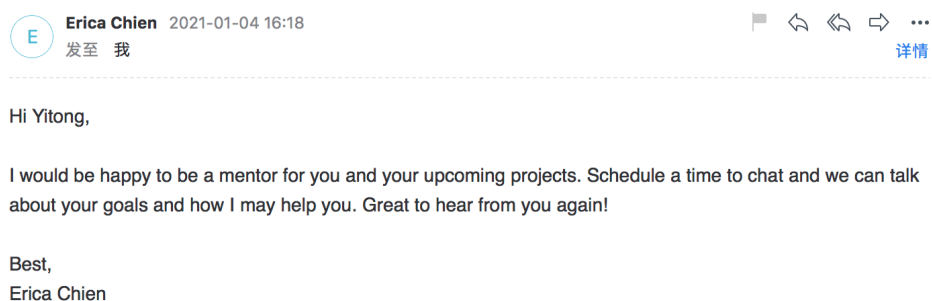 E
Erica Chien 2021-01-04 16:18
发至 我
详情
Hi Yitong,
I would be happy to be a mentor for you and your upcoming projects. Schedule a time to chat and we can talk
about your goals and how I may help you. Great to hear from you again!
Best,
Erica Chien